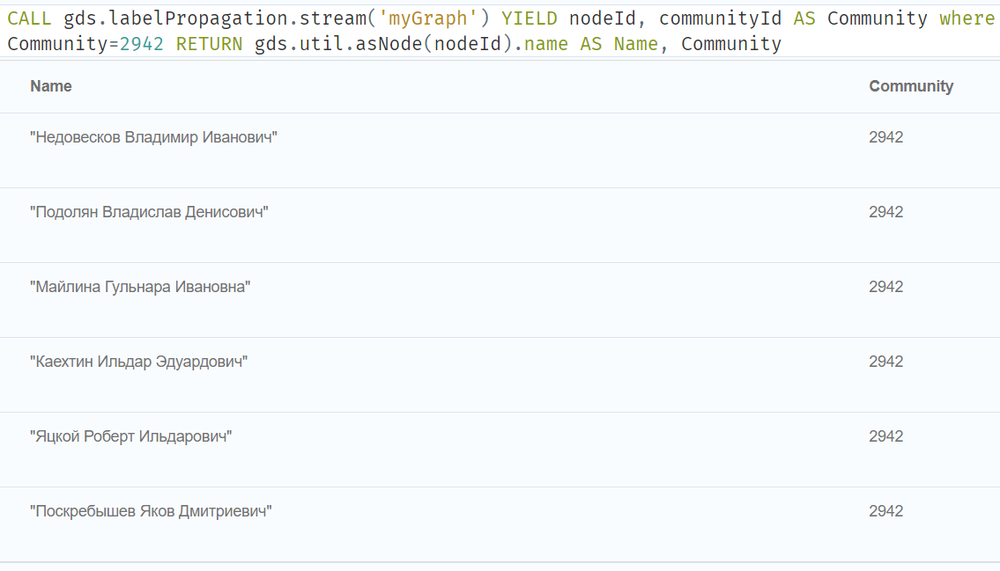 CALL gds.labelPropagation.stream('myGraph') YIELD nodeId, communityId AS Community where
Community=2942 RETURN gds.util.asNode(nodeId).name AS Name, Community
Name Community
"Недовесков Владимир Иванович" 2942
"Подолян Владислав Денисович" 2942
"Майлина Гульнара Ивановна" 2942
"Каехтин Ильдар Эдуардович" 2942
"Яцкой Роберт Ильдарович" 2942
"Поскребышев Яков Дмитриевич" 2942